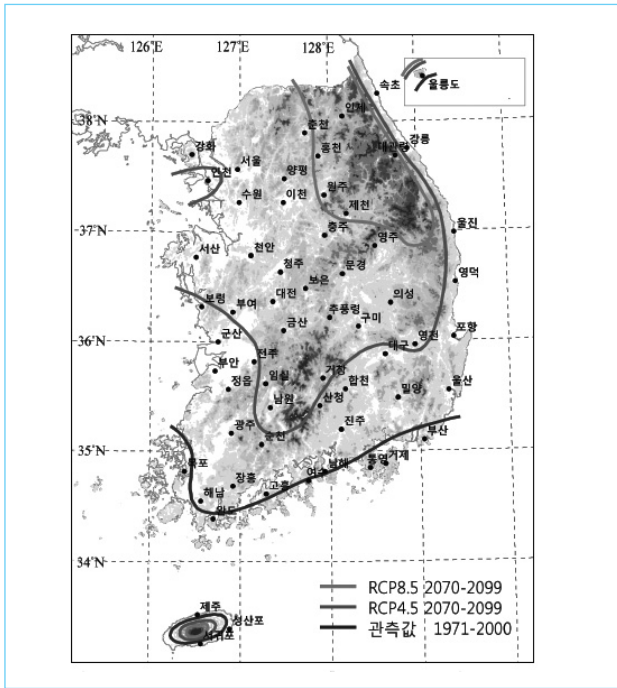 126˚E 127˚E 128˚E
속초
울릉도
인제
38˚N
춘천
강릉
강화
홍천
대관령
서울
인천
양평
원주
수원
이천
제천
37˚N
울진
충주
영주
서산
천안
청주
문경
영덕
보은
보령
부여
대전
의성
추풍령
36˚N
군산
금산
구미
영천
포항
전주
대구
부안
임실
거창
정읍
합천
밀양
울산
남원
산청
광주
진주
35˚N
순천
부산
목포
남해
통영
거제
장흥
여수
해남
고흥
완도
34˚N
제주
성산포
서귀포
RCP8.5 2070-2099
RCP4.5 2070-2099
관측값 1971-2000